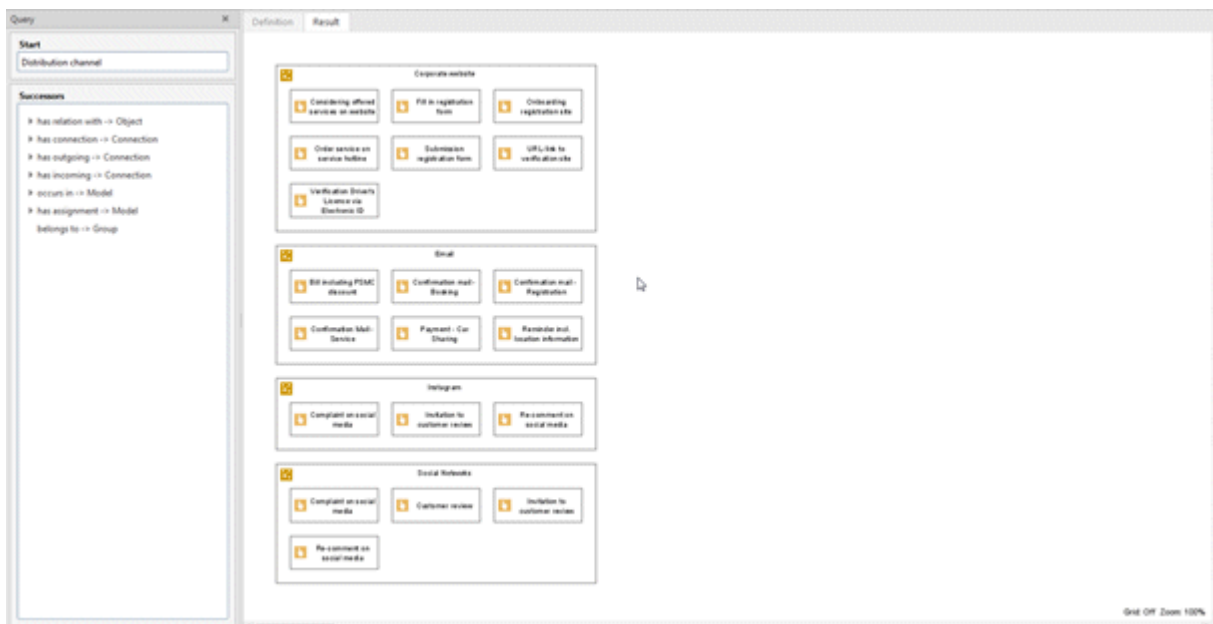 Query ×
Definition Result
Start
Distribution channel
Successors
has relation with -> Object
has connection -> Connection
has outgoing -> Connection
has incoming -> Connection
occurs in -> Model
has assignment -> Model
belongs to -> Group
Corporate website
Considering offered
services on website
Fill in registration
form
Onboarding
registration site
Order service on
service hotline
Submission
registration form
URL-link to
verification site
Verification Driver's
Licence via
Electronic ID
Email
Bill including PSMC
discount
Confirmation mail-
Booking
Confirmation mail -
Registration
Confirmation Mail-
Service
Payment - Car
Sharing
Reminder incl.
location information
Instagram
Complaint on social
media
Invitation to
customer review
Re-comment on
social media
Social Networks
Complaint on social
media
Customer review
Invitation to
customer review
Re-comment on
social media
Grid: Off Zoom: 100%